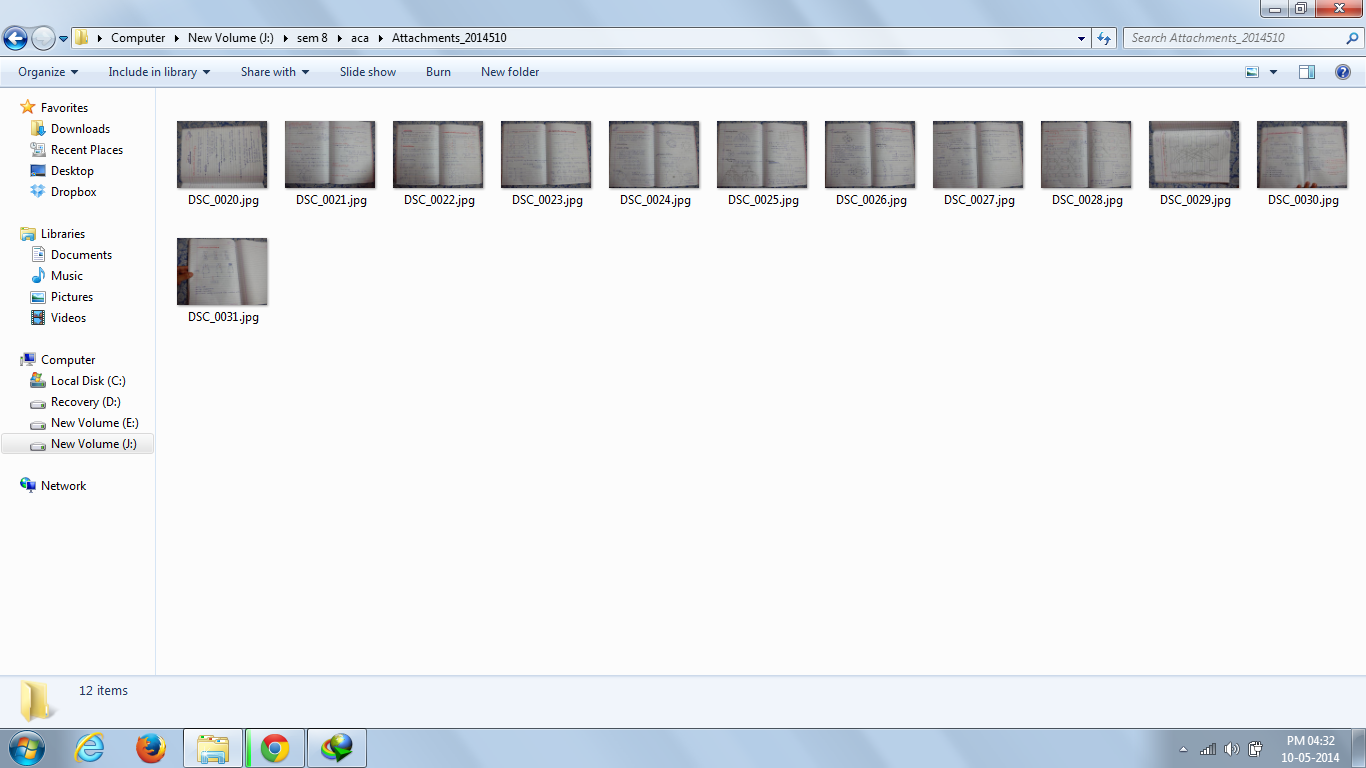 Computer New Volume (J:) sem 8 aca Attachments_2014510
Search Attachments_2014510
Organize Include in library Share with Slide show Burn New folder
Favorites
Downloads
Recent Places
Desktop
Dropbox
Libraries
Documents
Music
Pictures
Videos
Computer
Local Disk (C:)
Recovery (D:)
New Volume (E:)
New Volume (J:)
Network
DSC_0020.jpg DSC_0021.jpg DSC_0022.jpg DSC_0023.jpg DSC_0024.jpg DSC_0025.jpg DSC_0026.jpg DSC_0027.jpg DSC_0028.jpg DSC_0029.jpg DSC_0030.jpg
DSC_0031.jpg
12 items
PM 04:32
10-05-2014